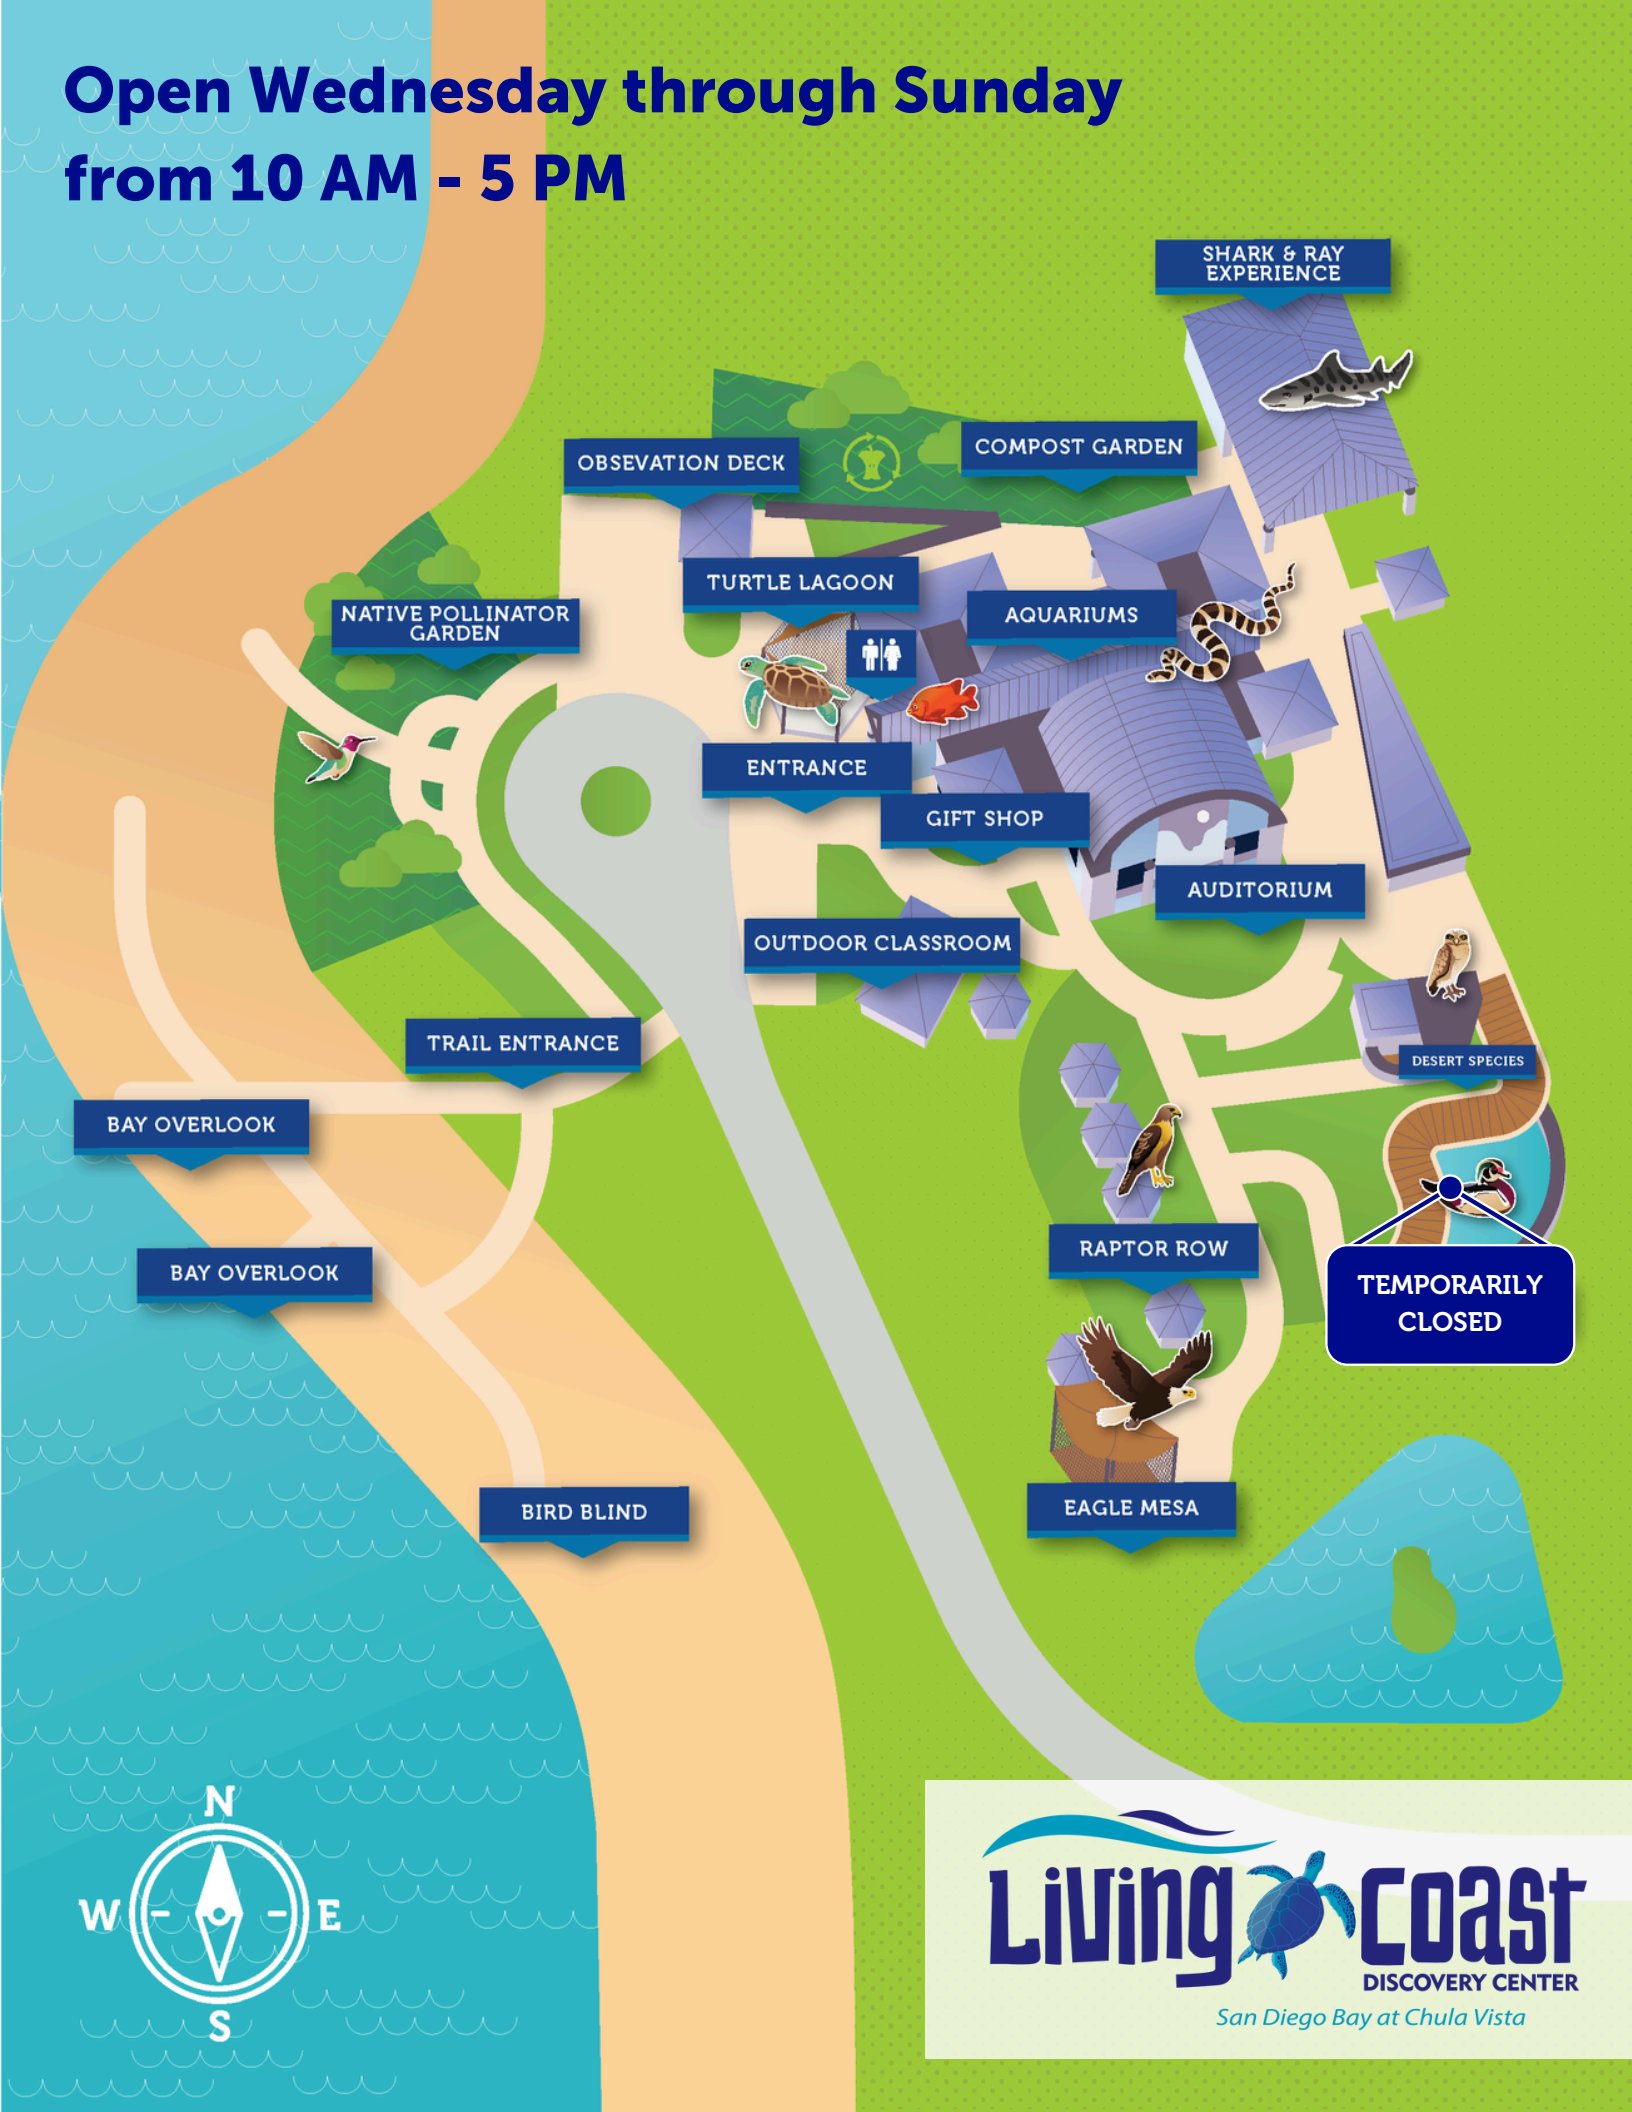 Open Wednesday through Sunday
from 10 AM - 5 PM
SHARK & RAY
EXPERIENCE
COMPOST GARDEN
OBSEVATION DECK
TURTLE LAGOON
AQUARIUMS
NATIVE POLLINATOR
GARDEN
ENTRANCE
GIFT SHOP
AUDITORIUM
OUTDOOR CLASSROOM
TRAIL ENTRANCE
DESERT SPECIES
BAY OVERLOOK
RAPTOR ROW
BAY OVERLOOK
TEMPORARILY
CLOSED
EAGLE MESA
BIRD BLIND
N
W
E
S
Living Coast
DISCOVERY CENTER
San Diego Bay at Chula Vista